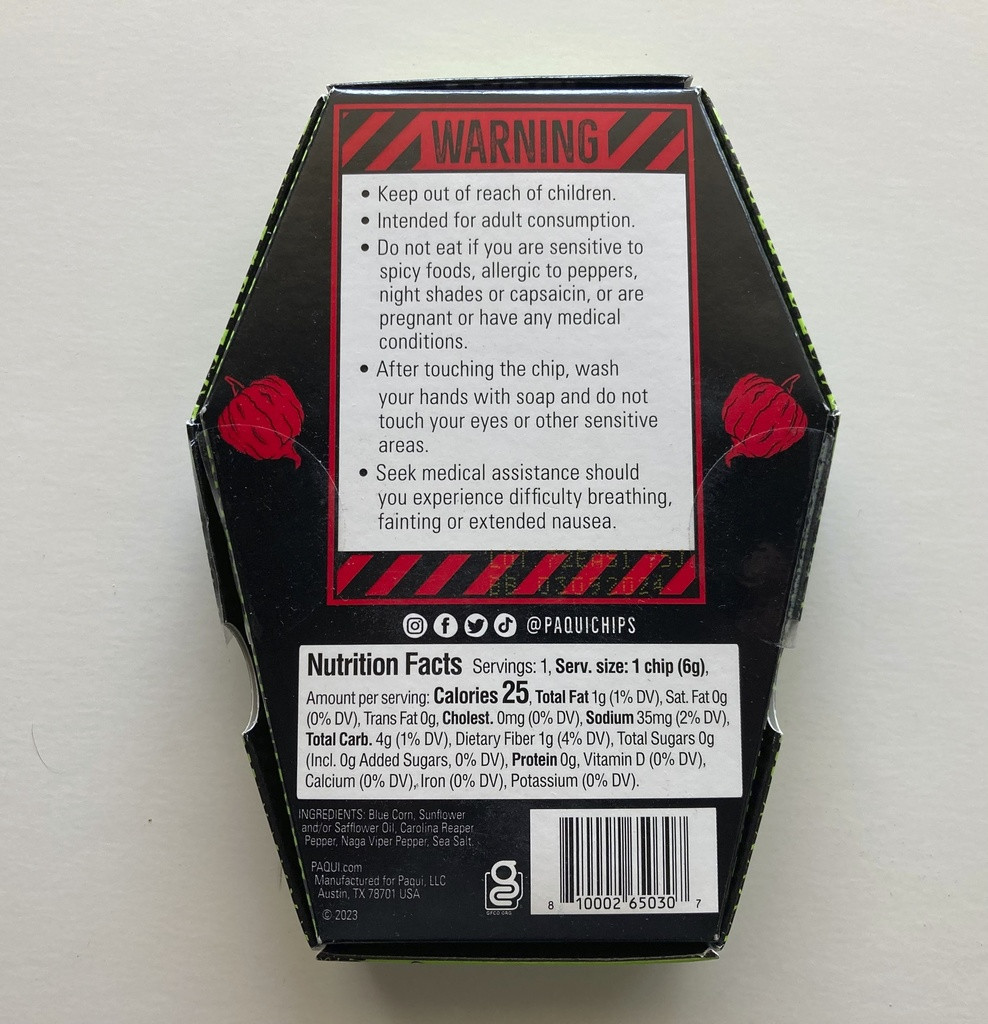 WARNING
• Keep out of reach of children.
• Intended for adult consumption.
• Do not eat if you are sensitive to
spicy foods, allergic to peppers,
night shades or capsaicin, or are
pregnant or have any medical
conditions.
• After touching the chip, wash
your hands with soap and do not
touch your eyes or other sensitive
areas.
• Seek medical assistance should
you experience difficulty breathing,
fainting or extended nausea.
BB 03092024
@PAQUICHIPS
Nutrition Facts Servings: 1, Serv. size: 1 chip (6g),
Amount per serving: Calories 25, Total Fat 1g (1% DV), Sat. Fat 0g
(0% DV), Trans Fat 0g, Cholest. 0mg (0% DV), Sodium 35mg (2% DV),
Total Carb. 4g (1% DV), Dietary Fiber 1g (4% DV), Total Sugars 0g
(Incl. 0g Added Sugars, 0% DV), Protein 0g, Vitamin D (0% DV),
Calcium (0% DV), Iron (0% DV), Potassium (0% DV).
INGREDIENTS: Blue Corn, Sunflower
and/or Safflower Oil, Carolina Reaper
Pepper, Naga Viper Pepper, Sea Salt.
PAQUI.com
Manufactured for Paqui, LLC
Austin, TX 78701 USA
© 2023
GFCO.ORG
8 10002 65030 7